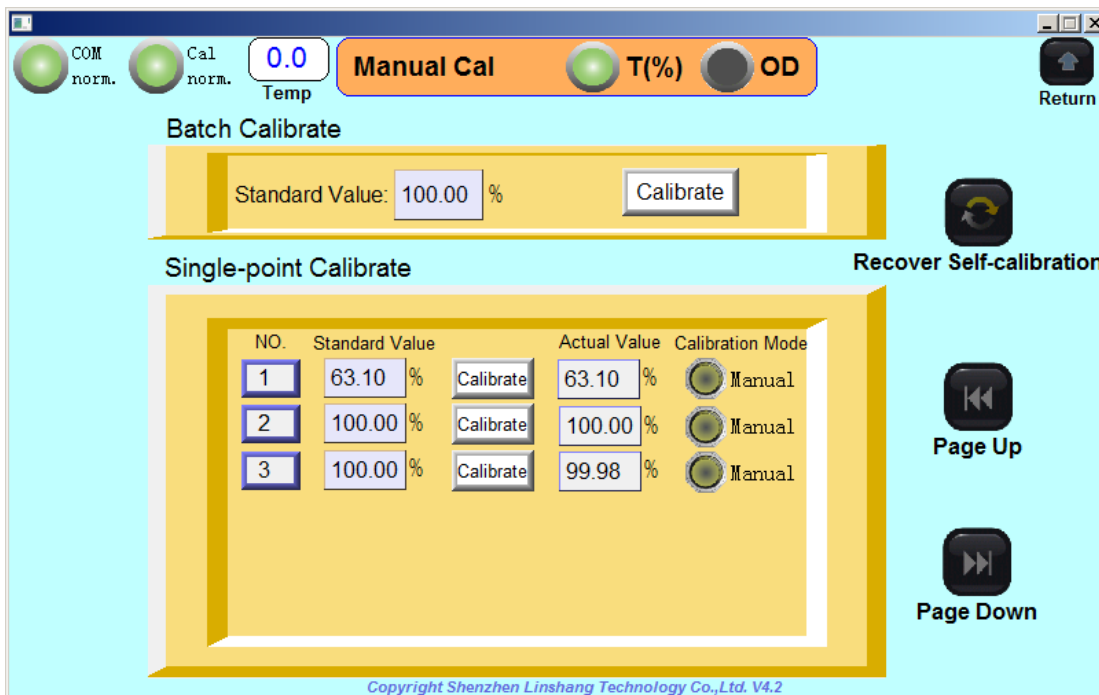 COM norm.
Cal norm.
0.0
Temp
Manual Cal
T(%)
OD
Return
Batch Calibrate
Standard Value: 100.00 %
Calibrate
Recover Self-calibration
Single-point Calibrate
NO. Standard Value Actual Value Calibration Mode
1 63.10 % Calibrate 63.10 % Manual
2 100.00 % Calibrate 100.00 % Manual
3 100.00 % Calibrate 99.98 % Manual
Page Up
Page Down
Copyright Shenzhen Linshang Technology Co.,Ltd. V4.2